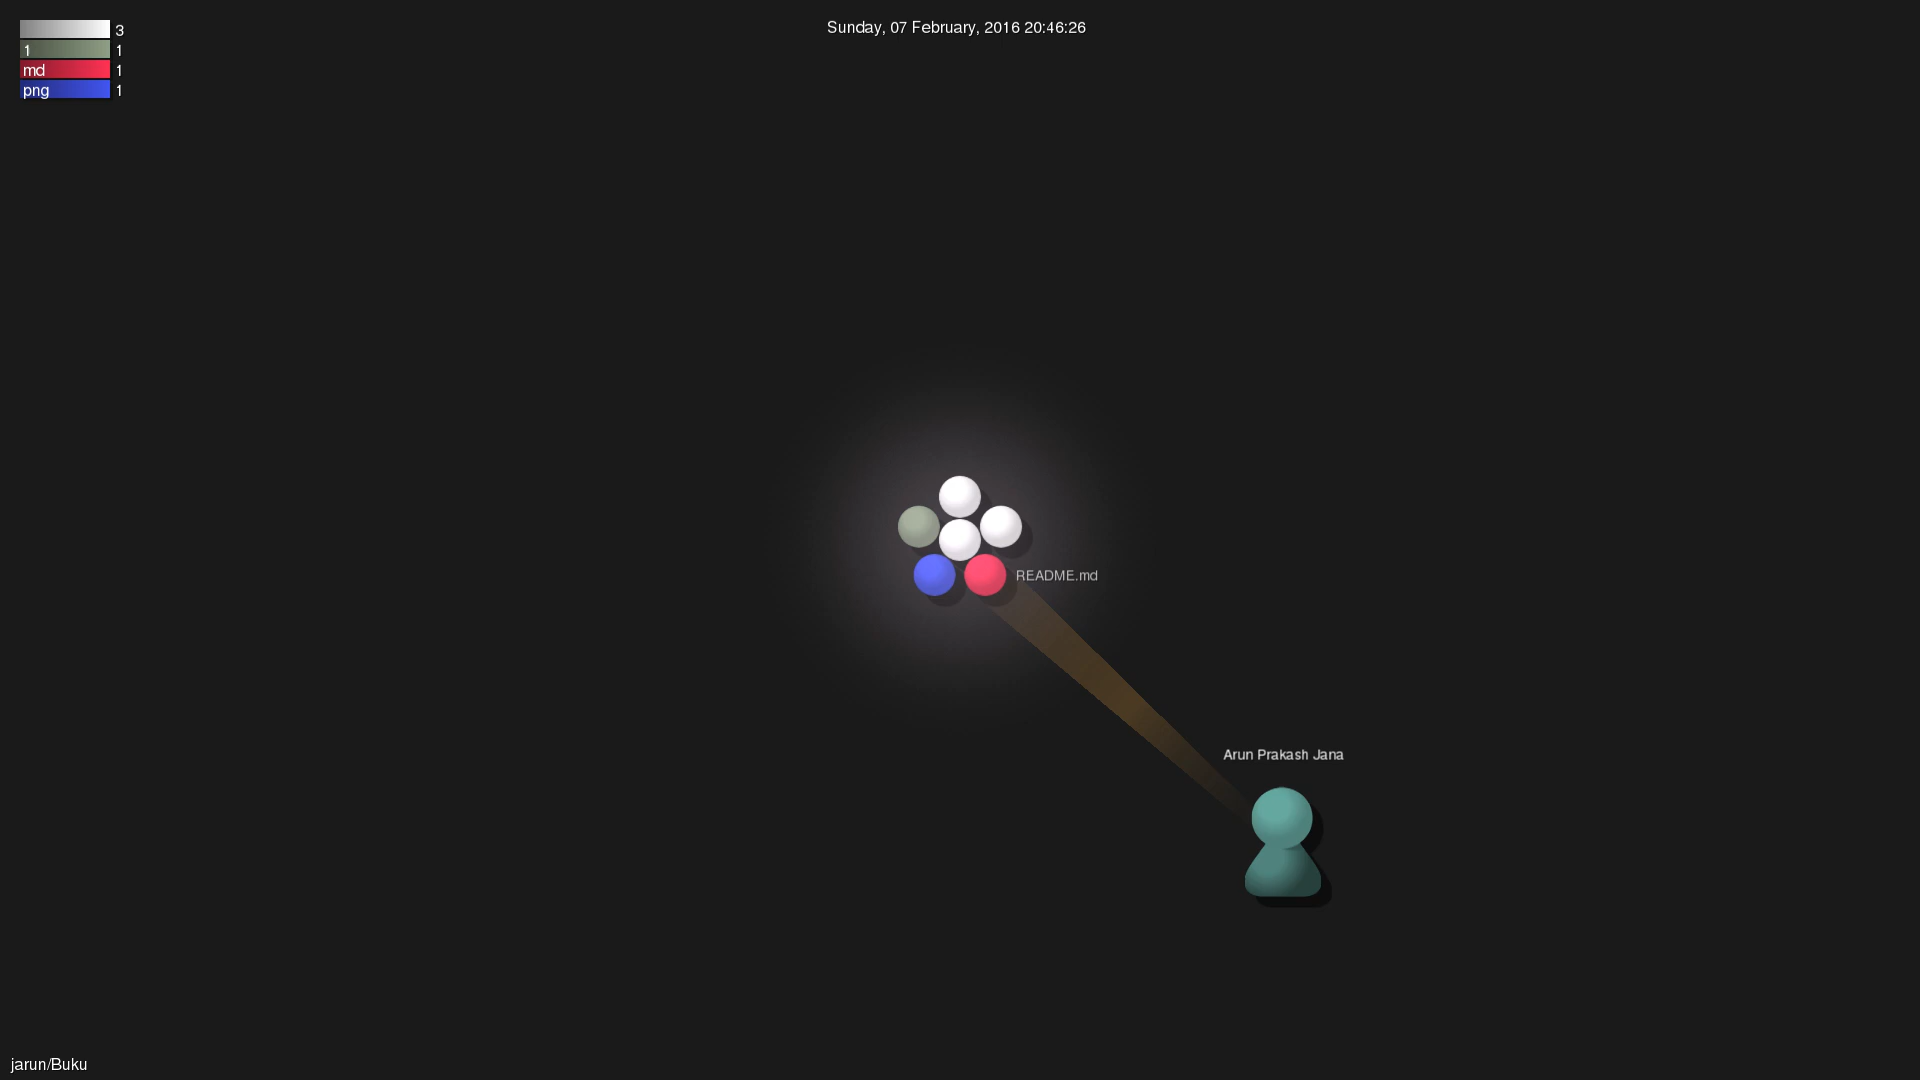 Sunday, 07 February, 2016 20:46:26
3
1 1
md 1
png 1
README.md
Arun Prakash Jana
jarun/Buku